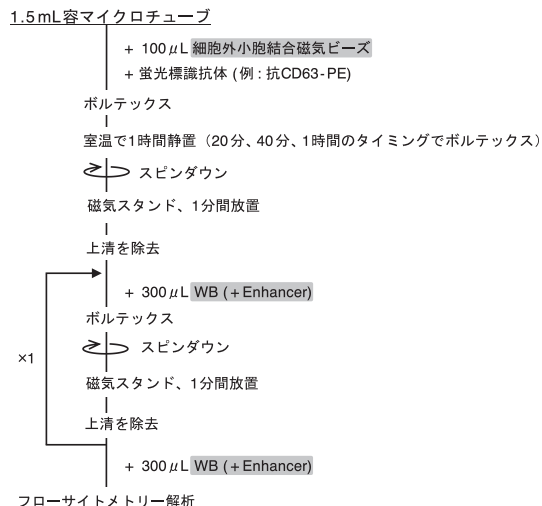 1.5mL容マイクロチューブ
+ 100μL 細胞外小胞結合磁気ビーズ
+ 蛍光標識抗体 (例 : 抗CD63-PE)
ボルテックス
室温で1時間静置（20分、40分、1時間のタイミングでボルテックス）
スピンダウン
磁気スタンド、1分間放置
上清を除去
+ 300μL WB (+Enhancer)
ボルテックス
スピンダウン
×1
磁気スタンド、1分間放置
上清を除去
+ 300μL WB (+Enhancer)
フローサイトメトリー解析